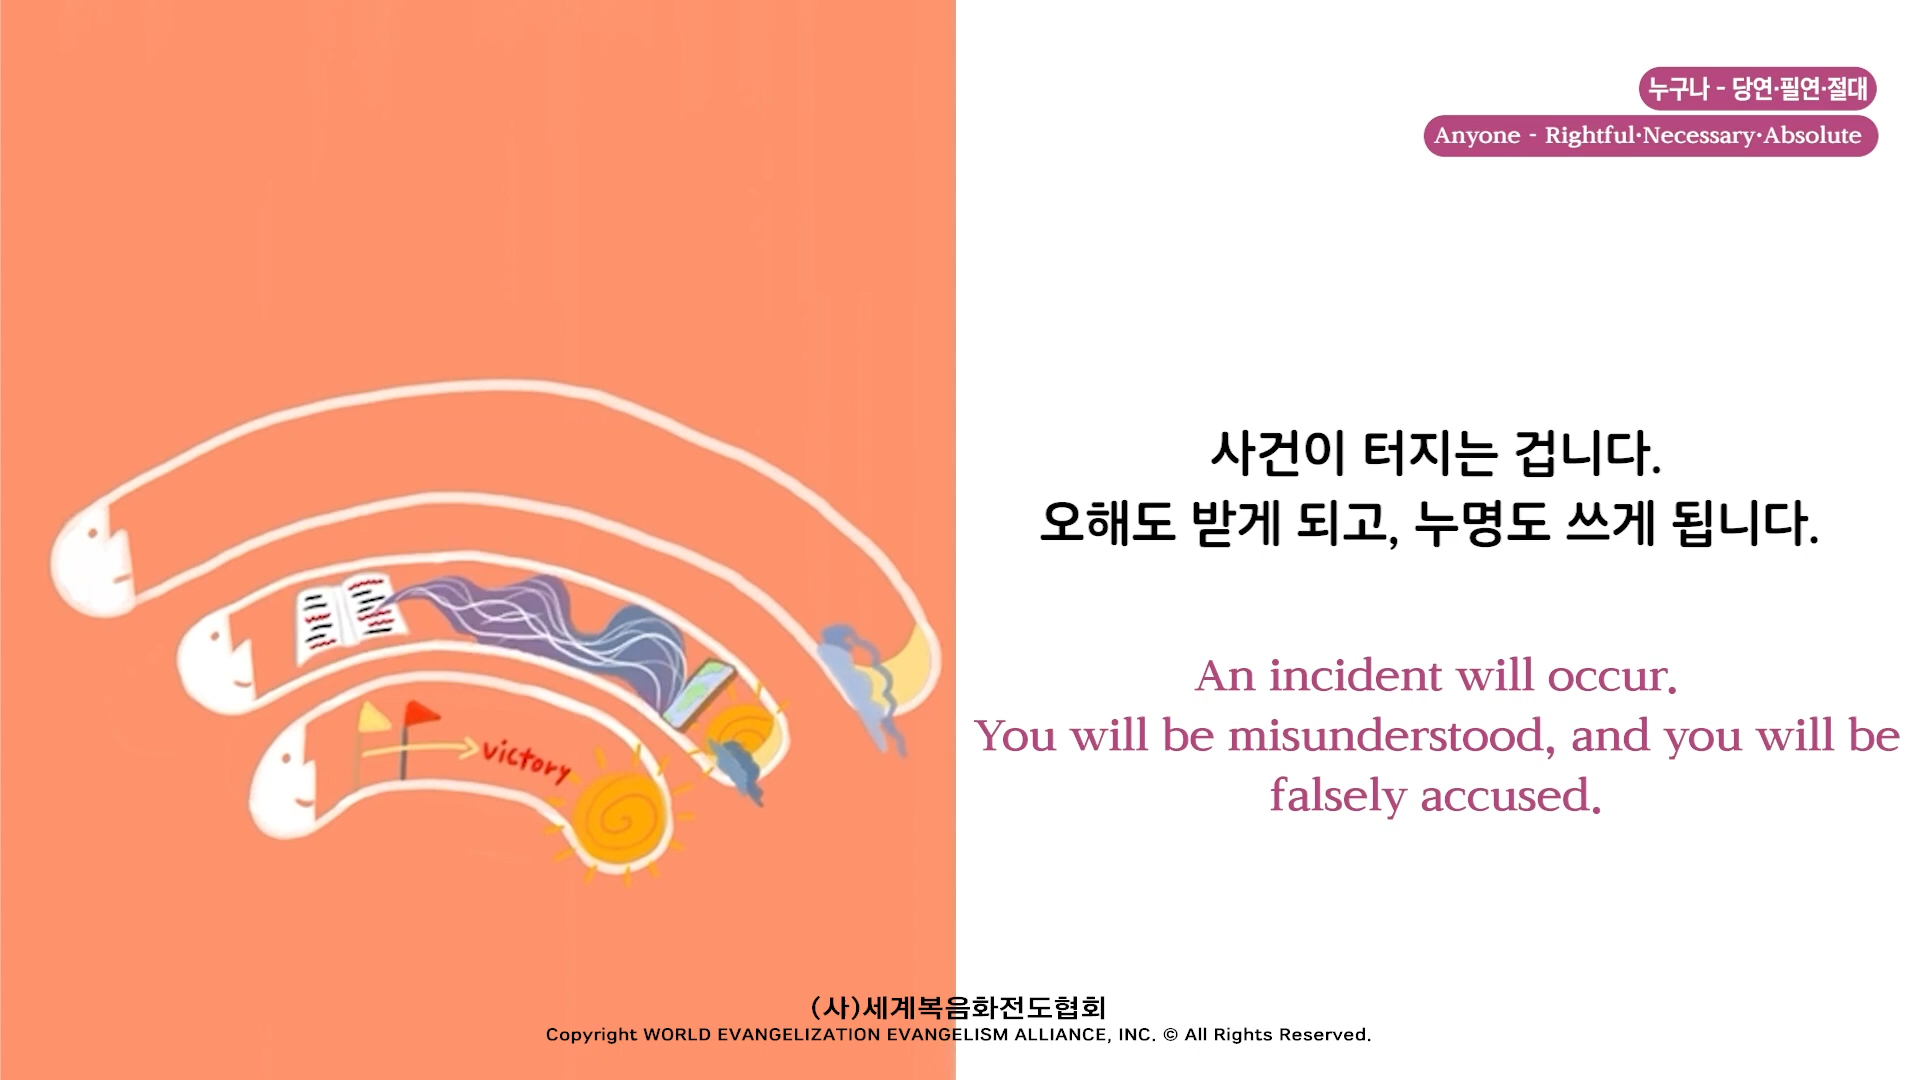 누구나 - 당연·필연·절대
Anyone - Rightful·Necessary·Absolute
사건이 터지는 겁니다.
오해도 받게 되고, 누명도 쓰게 됩니다.
An incident will occur.
You will be misunderstood, and you will be
falsely accused.
victory
(사)세계복음화전도협회
Copyright WORLD EVANGELIZATION EVANGELISM ALLIANCE, INC. © All Rights Reserved.